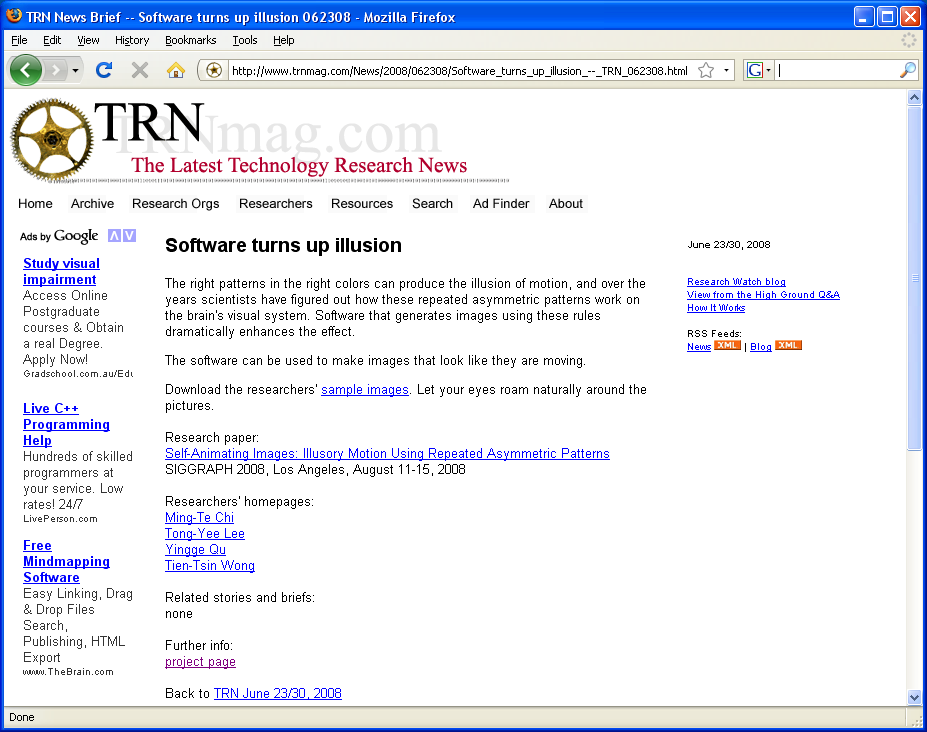 TRN News Brief -- Software turns up illusion 062308 - Mozilla Firefox
File Edit View History Bookmarks Tools Help
http://www.trnmag.com/News/2008/062308/Software_turns_up_illusion_--_TRN_062308.html
G
TRN
TRNmag.com
The Latest Technology Research News
Home Archive Research Orgs Researchers Resources Search Ad Finder About
Ads by Google
Study visual
impairment
Access Online
Postgraduate
courses & Obtain
a real Degree.
Apply Now!
Gradschool.com.au/Edu
Live C++
Programming
Help
Hundreds of skilled
programmers at
your service. Low
rates! 24/7
LivePerson.com
Free
Mindmapping
Software
Easy Linking, Drag
& Drop Files
Search,
Publishing, HTML
Export
www.TheBrain.com
Software turns up illusion
The right patterns in the right colors can produce the illusion of motion, and over the
years scientists have figured out how these repeated asymmetric patterns work on
the brain's visual system. Software that generates images using these rules
dramatically enhances the effect.
The software can be used to make images that look like they are moving.
Download the researchers' sample images. Let your eyes roam naturally around the
pictures.
Research paper:
Self-Animating Images: Illusory Motion Using Repeated Asymmetric Patterns
SIGGRAPH 2008, Los Angeles, August 11-15, 2008
Researchers' homepages:
Ming-Te Chi
Tong-Yee Lee
Yingge Qu
Tien-Tsin Wong
Related stories and briefs:
none
Further info:
project page
Back to TRN June 23/30, 2008
June 23/30, 2008
Research Watch blog
View from the High Ground Q&A
How It Works
RSS Feeds:
News XML | Blog XML
Done